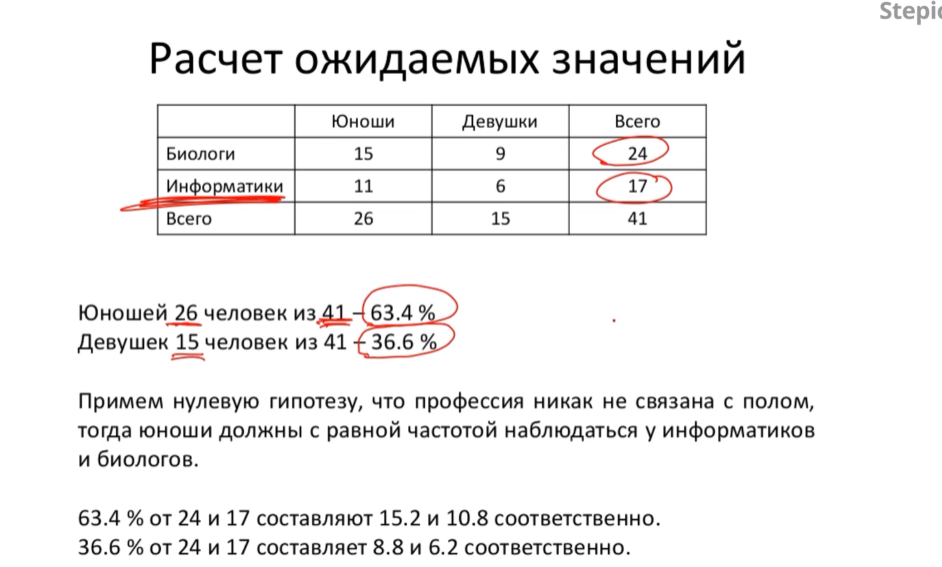 Stepi
Расчет ожидаемых значений
Юноши Девушки Всего
Биологи 15 9 24
Информатики 11 6 17
Всего 26 15 41
Юношей 26 человек из 41 – 63.4 %
Девушек 15 человек из 41 – 36.6 %
Примем нулевую гипотезу, что профессия никак не связана с полом,
тогда юноши должны с равной частотой наблюдаться у информатиков
и биологов.
63.4 % от 24 и 17 составляют 15.2 и 10.8 соответственно.
36.6 % от 24 и 17 составляет 8.8 и 6.2 соответственно.